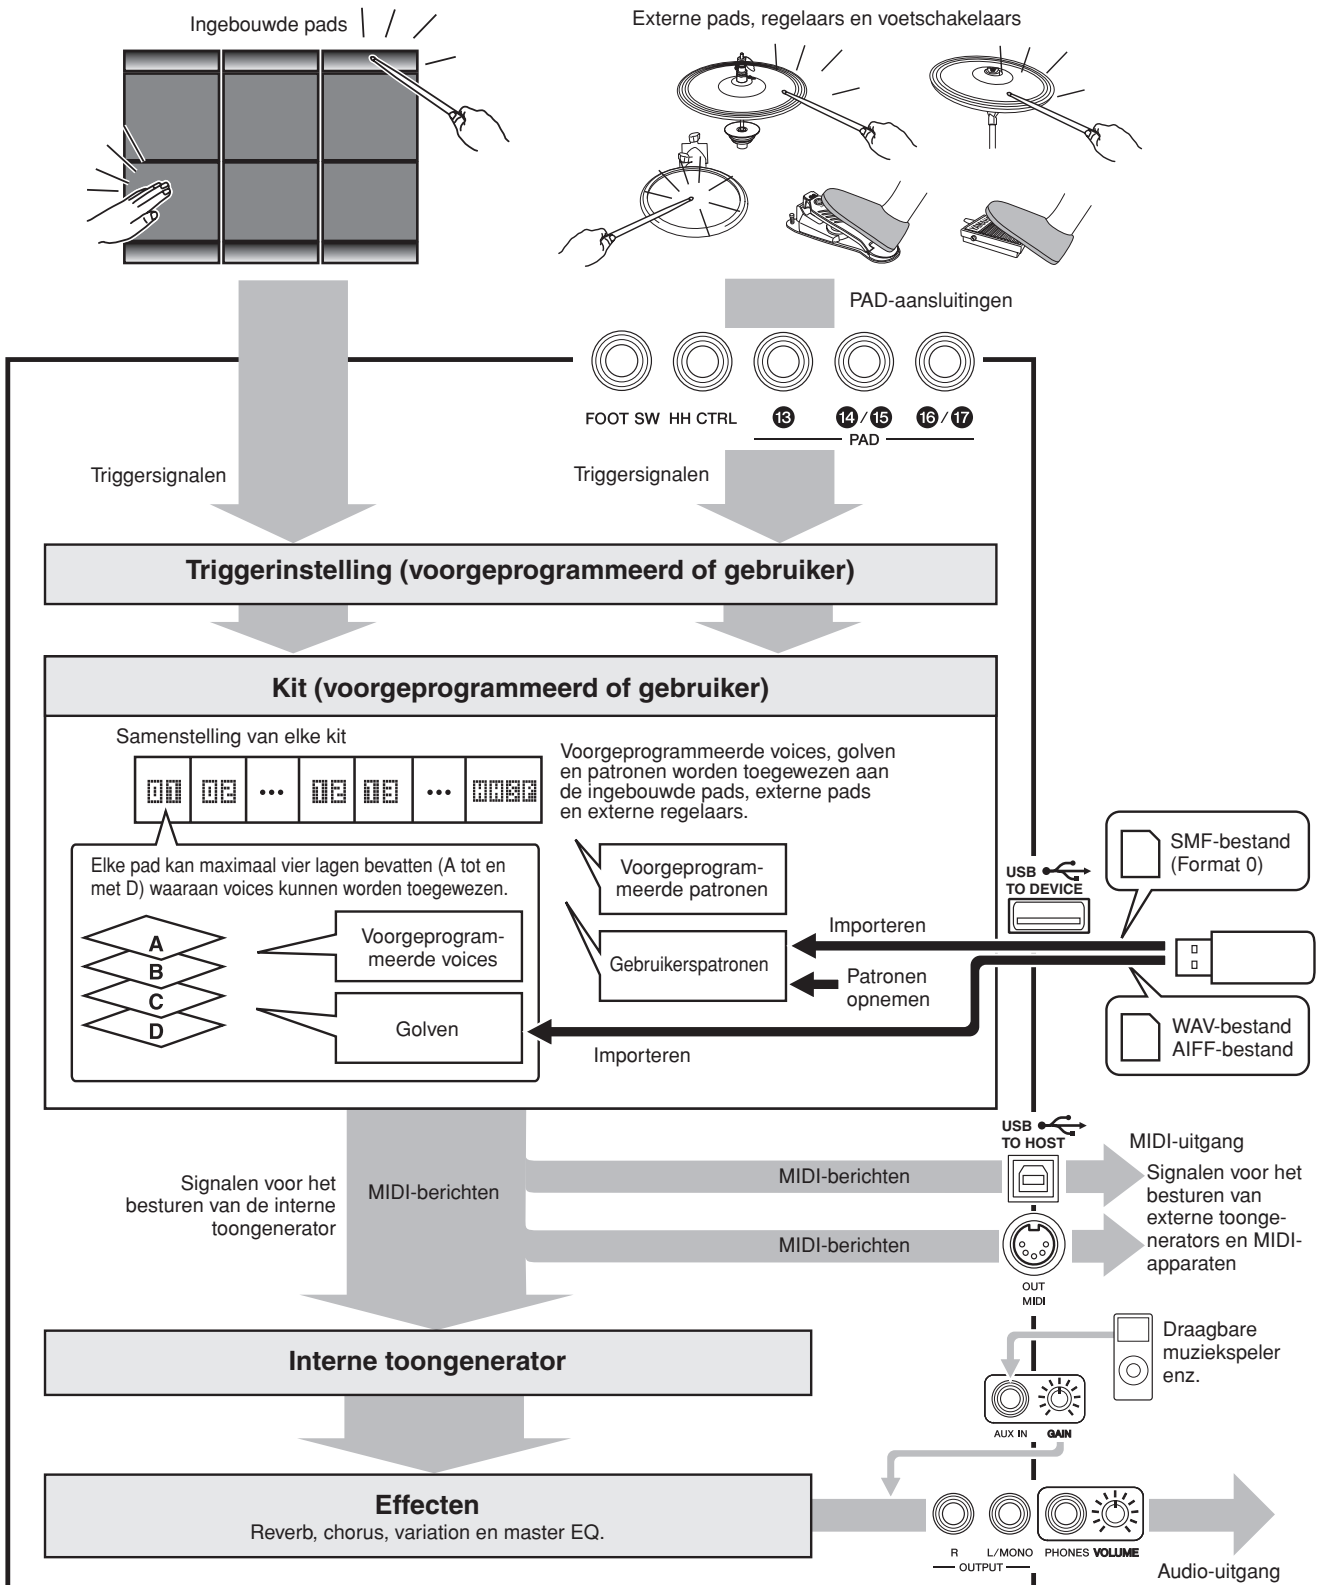 Ingebouwde pads
Externe pads, regelaars en voetschakelaars
PAD-aansluitingen
FOOT SW HH CTRL 13 14/15 16/17
PAD
Triggersignalen
Triggersignalen
Triggerinstelling (voorgeprogrammeerd of gebruiker)
Kit (voorgeprogrammeerd of gebruiker)
Samenstelling van elke kit
01 02 ••• 12 13 •••
Voorgeprogrammeerde voices, golven
en patronen worden toegewezen aan
de ingebouwde pads, externe pads
en externe regelaars.
Elke pad kan maximaal vier lagen bevatten (A tot en
met D) waaraan voices kunnen worden toegewezen.
A
B
C
D
Voorgeprogram-
meerde voices
Golven
Voorgeprogram-
meerde patronen
Gebruikerspatronen
Importeren
Patronen
opnemen
Importeren
USB
TO DEVICE
SMF-bestand
(Format 0)
WAV-bestand
AIFF-bestand
Signalen voor het
besturen van de interne
toongenerator
MIDI-berichten
MIDI-berichten
MIDI-berichten
USB
TO HOST
OUT
MIDI
MIDI-uitgang
Signalen voor het
besturen van
externe toonge-
nerators en MIDI-
apparaten
Interne toongenerator
Draagbare
muziekspeler
enz.
AUX IN GAIN
Effecten
Reverb, chorus, variation en master EQ.
R L/MONO PHONES VOLUME
OUTPUT
Audio-uitgang